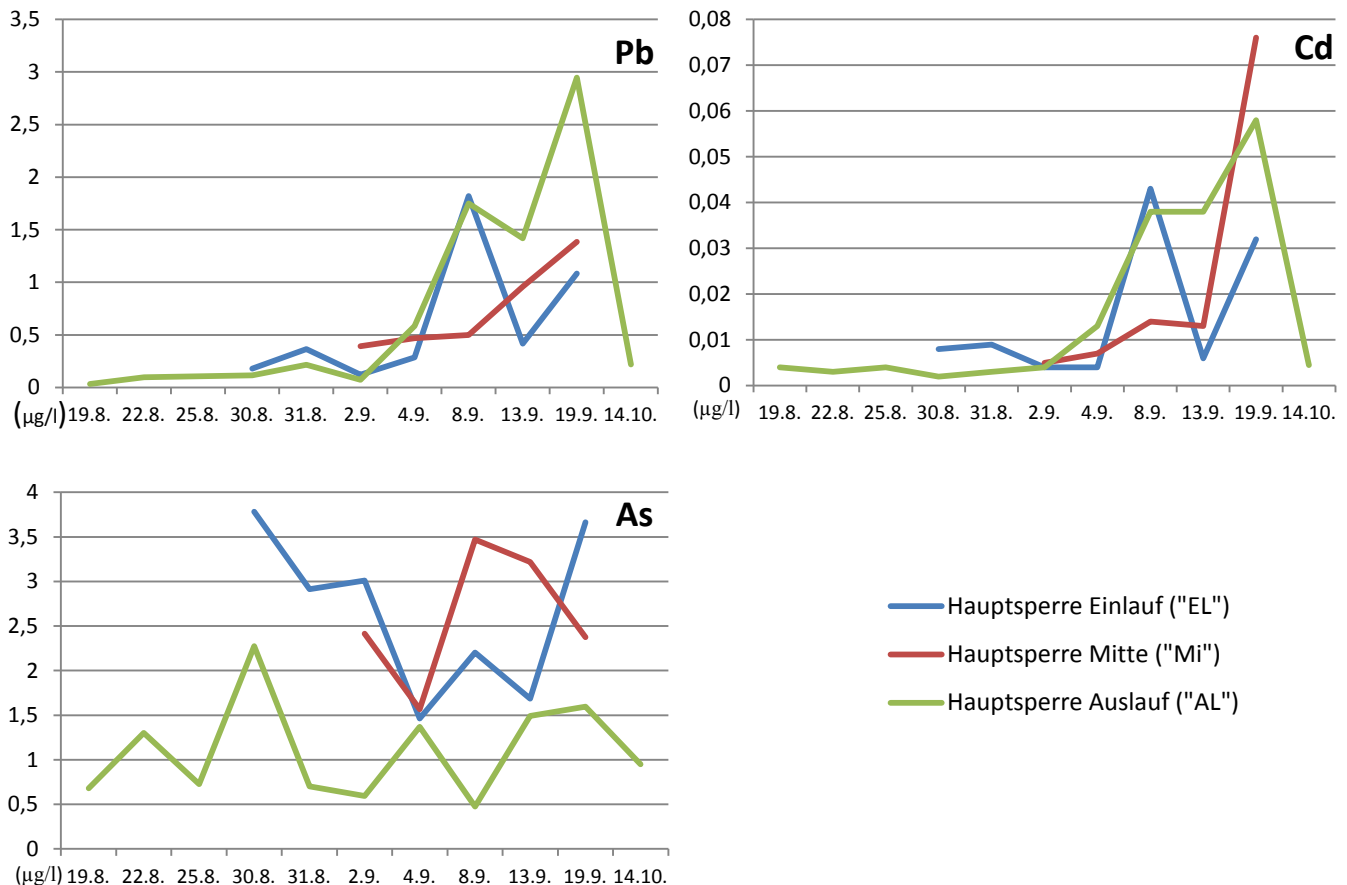 Pb
3,5
3
2,5
2
1,5
1
0,5
0
(µg/l) 19.8. 22.8. 25.8. 30.8. 31.8. 2.9. 4.9. 8.9. 13.9. 19.9. 14.10.
Cd
0,08
0,07
0,06
0,05
0,04
0,03
0,02
0,01
0
(µg/l) 19.8. 22.8. 25.8. 30.8. 31.8. 2.9. 4.9. 8.9. 13.9. 19.9. 14.10.
As
4
3,5
3
2,5
2
1,5
1
0,5
0
(µg/l) 19.8. 22.8. 25.8. 30.8. 31.8. 2.9. 4.9. 8.9. 13.9. 19.9. 14.10.
Hauptsperre Einlauf ("EL")
Hauptsperre Mitte ("Mi")
Hauptsperre Auslauf ("AL")